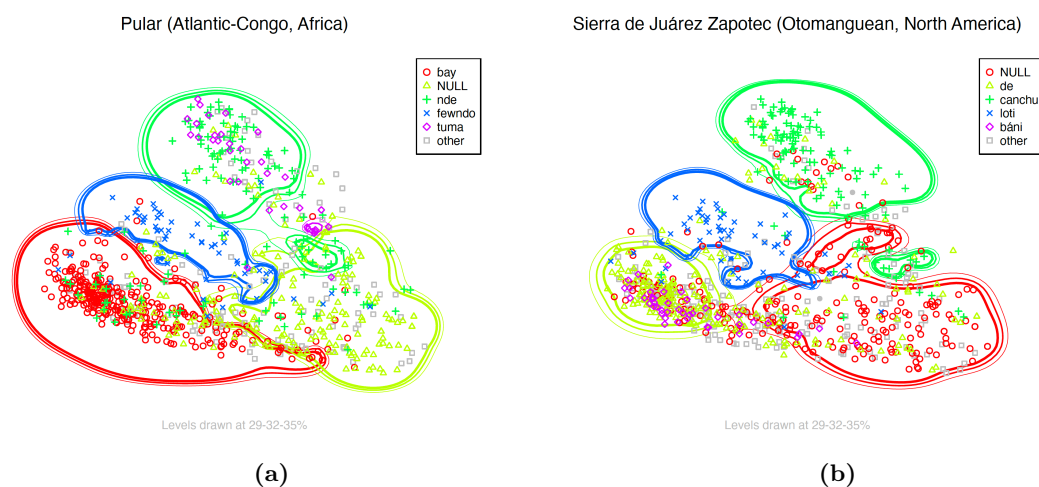 Pular (Atlantic-Congo, Africa)
bay
NULL
nde
fewndo
tuma
other
Levels drawn at 29-32-35%
(a)
Sierra de Juárez Zapotec (Otomanguean, North America)
NULL
de
canchu
loti
báni
other
Levels drawn at 29-32-35%
(b)